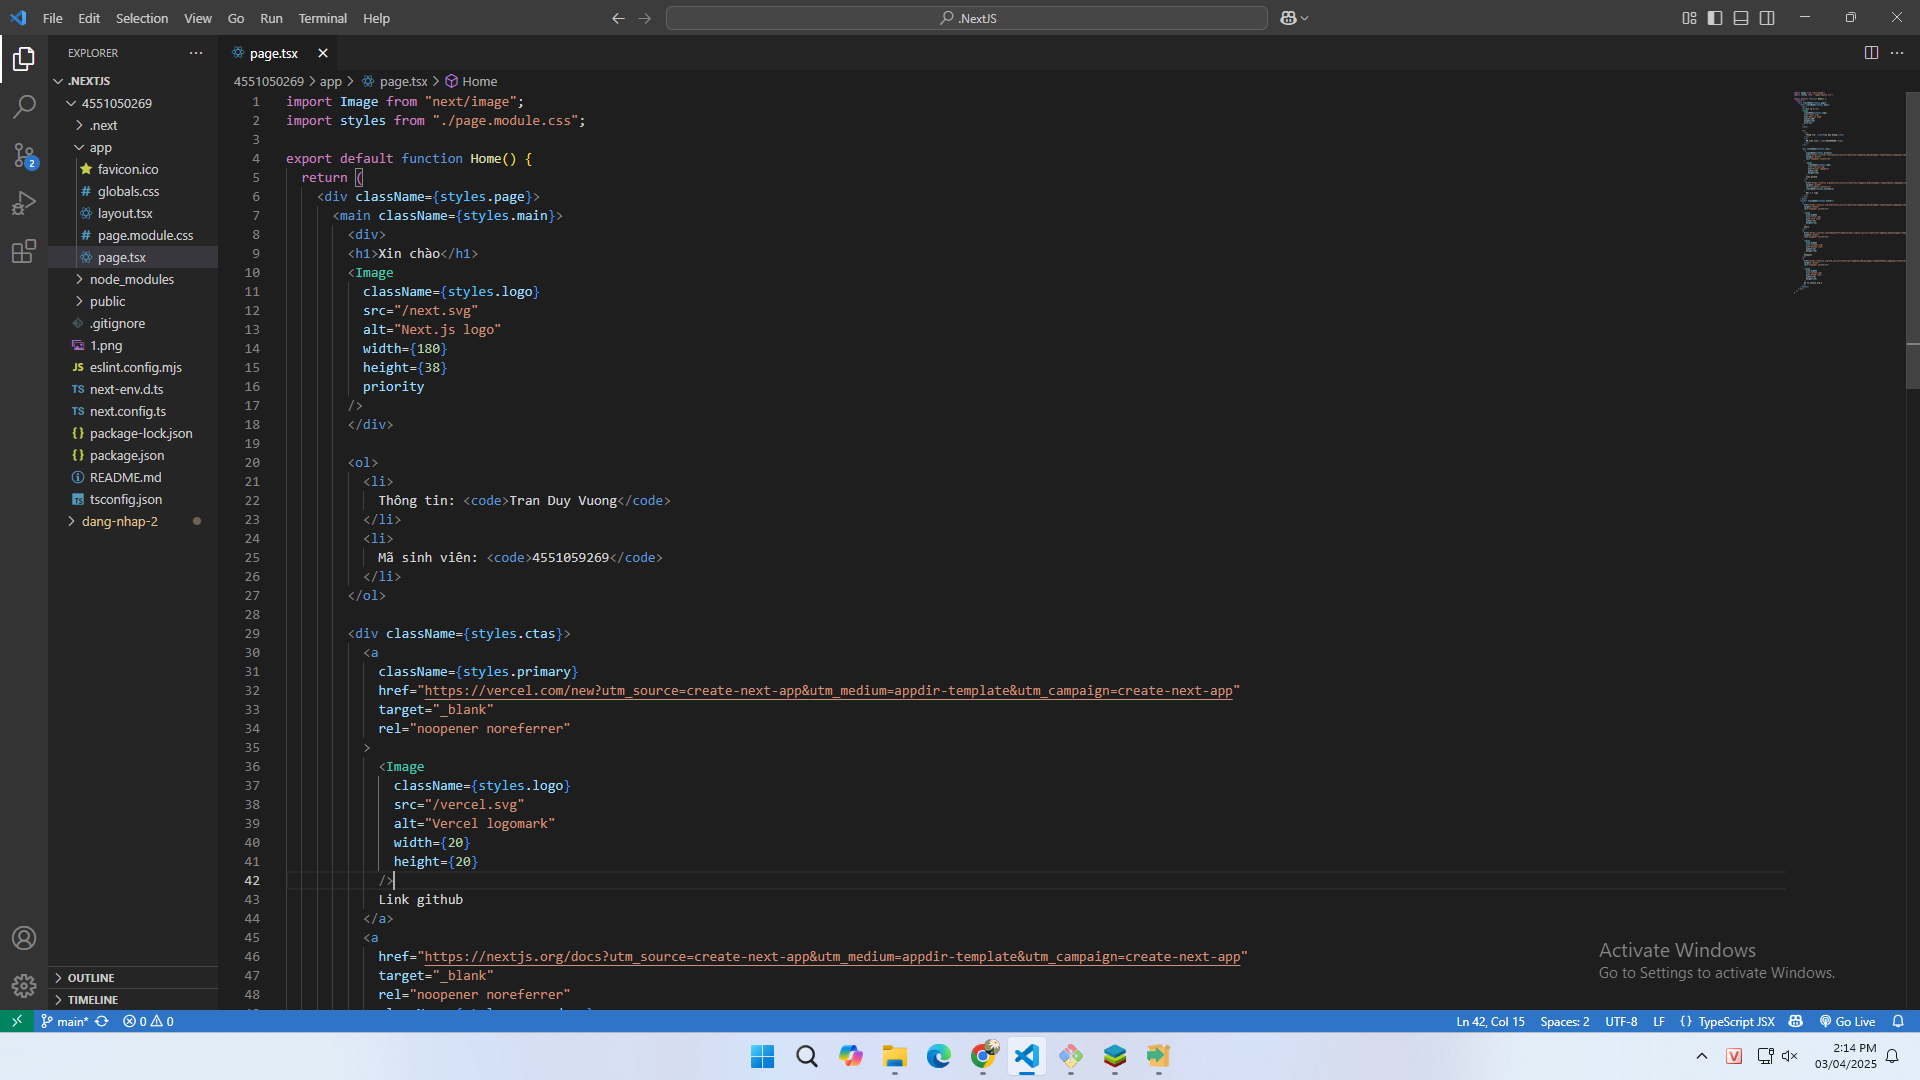 File Edit Selection View Go Run Terminal Help
.NextJS
EXPLORER
page.tsx
.NEXTJS
4551050269
.next
app
favicon.ico
globals.css
layout.tsx
page.module.css
page.tsx
node_modules
public
.gitignore
1.png
eslint.config.mjs
next-env.d.ts
next.config.ts
package-lock.json
package.json
README.md
tsconfig.json
dang-nhap-2
OUTLINE
TIMELINE
2
4551050269 > app > page.tsx > Home
1 import Image from "next/image";
2 import styles from "./page.module.css";
3
4 export default function Home() {
5 return (
6 <div className={styles.page}>
7 <main className={styles.main}>
8 <div>
9 <h1>Xin chào</h1>
10 <Image
11 className={styles.logo}
12 src="/next.svg"
13 alt="Next.js logo"
14 width={180}
15 height={38}
16 priority
17 />
18 </div>
19
20 <ol>
21 <li>
22 Thông tin: <code>Tran Duy Vuong</code>
23 </li>
24 <li>
25 Mã sinh viên: <code>4551059269</code>
26 </li>
27 </ol>
28
29 <div className={styles.ctas}>
30 <a
31 className={styles.primary}
32 href="https://vercel.com/new?utm_source=create-next-app&utm_medium=appdir-template&utm_campaign=create-next-app"
33 target="_blank"
34 rel="noopener noreferrer"
35 >
36 <Image
37 className={styles.logo}
38 src="/vercel.svg"
39 alt="Vercel logomark"
40 width={20}
41 height={20}
42 />
43 Link github
44 </a>
45 <a
46 href="https://nextjs.org/docs?utm_source=create-next-app&utm_medium=appdir-template&utm_campaign=create-next-app"
47 target="_blank"
48 rel="noopener noreferrer"
Activate Windows
Go to Settings to activate Windows.
main* 0 0
Ln 42, Col 15 Spaces: 2 UTF-8 LF {} TypeScript JSX Go Live
2:14 PM
03/04/2025